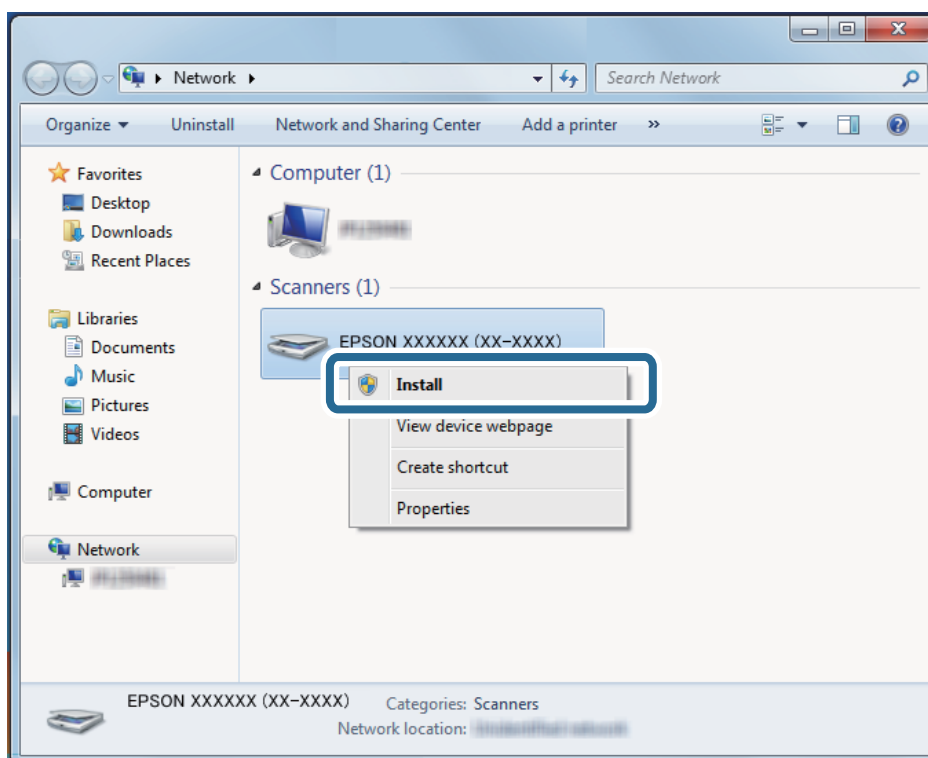 Network
Search Network
Organize
Uninstall
Network and Sharing Center
Add a printer
»
Favorites
Desktop
Downloads
Recent Places
Libraries
Documents
Music
Pictures
Videos
Computer
Network
Computer (1)
Scanners (1)
EPSON XXXXXX (XX-XXXX)
Install
View device webpage
Create shortcut
Properties
EPSON XXXXXX (XX-XXXX)
Categories: Scanners
Network location: